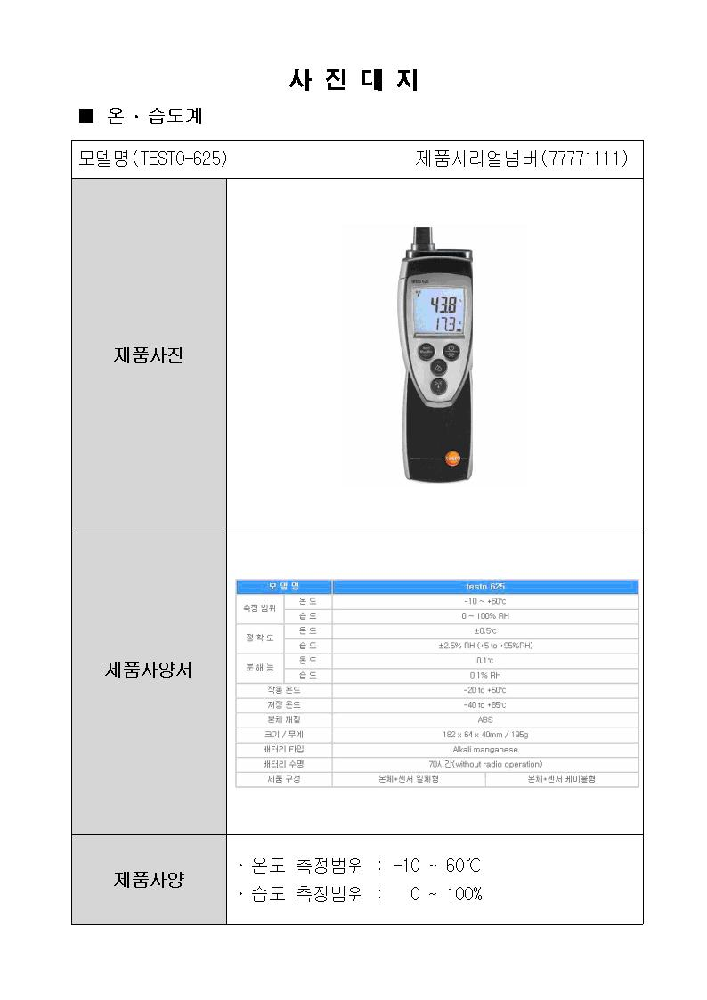 사 진 대 지
■ 온 · 습도계
모델명(TESTO-625) 제품시리얼넘버(77771111)
제품사진
testo 625
43.8
17.3
testo
제품사양서
모 델 명 testo 625
측정 범위 온 도 -10 ~ +60℃
습 도 0 ~ 100% RH
정 확 도 온 도 ±0.5℃
습 도 ±2.5% RH (+5 to +95%RH)
분 해 능 온 도 0.1℃
습 도 0.1% RH
작동 온도 -20 to +50℃
저장 온도 -40 to +85℃
본체 재질 ABS
크기 / 무게 182 x 64 x 40mm / 195g
배터리 타입 Alkali manganese
배터리 수명 70시간(without radio operation)
제품 구성 본체+센서 일체형 본체+센서 케이블형
제품사양
· 온도 측정범위 : -10 ~ 60℃
· 습도 측정범위 : 0 ~ 100%